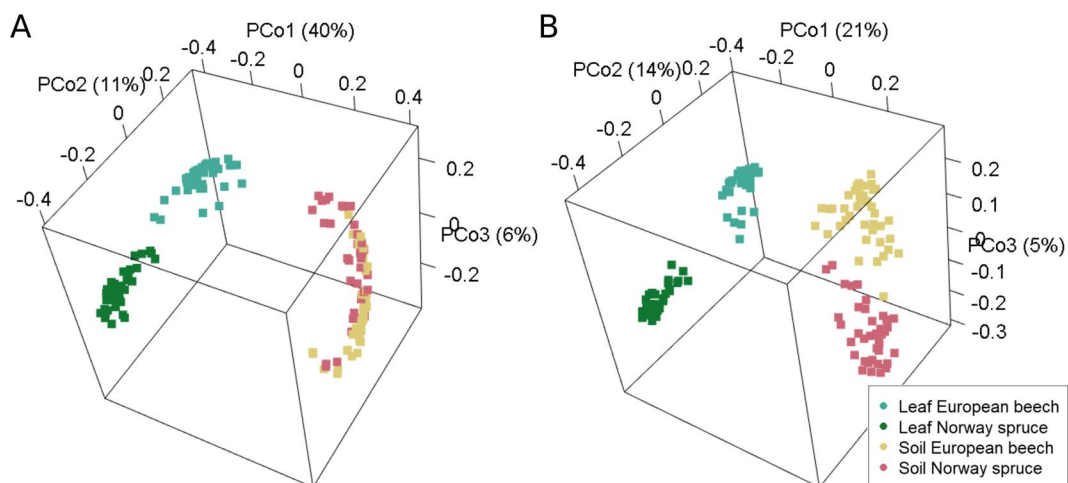 A
PCo1 (40%)
-0.4
-0.2
0
0.2
0.4
PCo2 (11%)
0.2
0
-0.2
-0.4
0.2
0
PCo3 (6%)
-0.2
B
PCo1 (21%)
-0.4
-0.2
0
0.2
PCo2 (14%)
0.2
0
-0.2
-0.4
0.2
0.1
0
PCo3 (5%)
-0.1
-0.2
-0.3
Leaf European beech
Leaf Norway spruce
Soil European beech
Soil Norway spruce